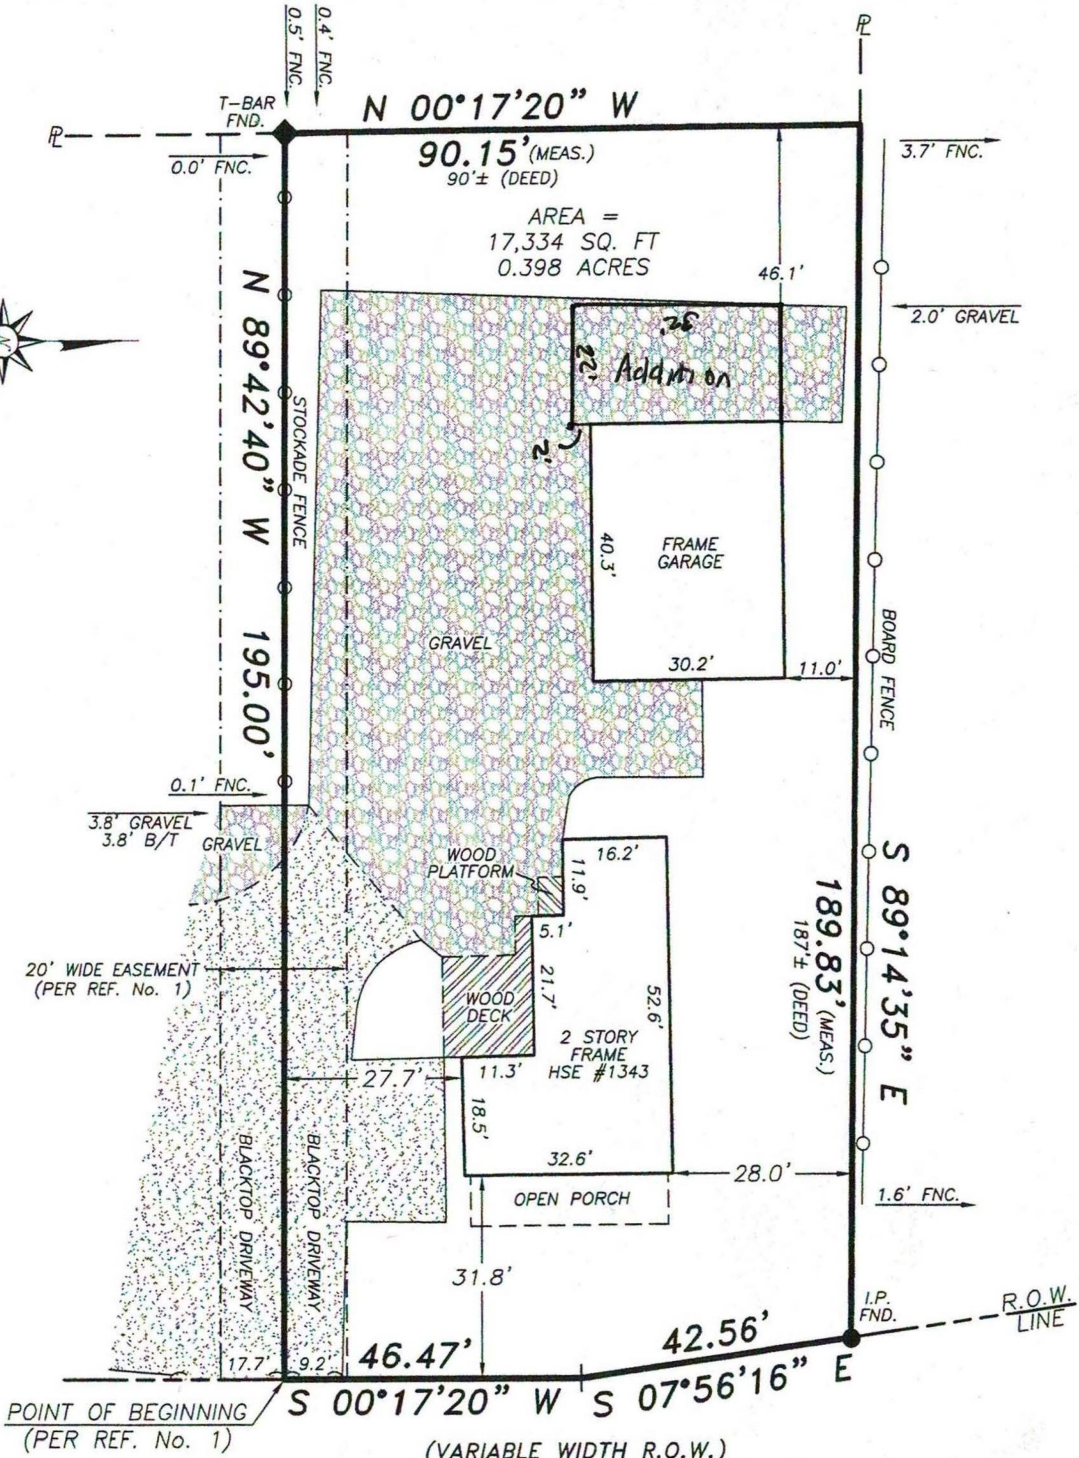 0.5' FNC.
0.4' FNC.
PL
T-BAR
FND.
N 00°17'20" W
PL
90.15' (MEAS.)
90'± (DEED)
0.0' FNC.
3.7' FNC.
AREA =
17,334 SQ. FT
0.398 ACRES
46.1'
2.0' GRAVEL
32'
22'
Addition
2'
N
N 89°42'40" W 195.00'
STOCKADE FENCE
FRAME
GARAGE
40.3'
GRAVEL
30.2'
11.0'
BOARD FENCE
0.1' FNC.
3.8' GRAVEL
3.8' B/T
GRAVEL
WOOD
PLATFORM
16.2'
11.9'
5.1'
S 89°14'35" E
189.83' (MEAS.)
187'± (DEED)
20' WIDE EASEMENT
(PER REF. No. 1)
WOOD
DECK
21.7'
52.6'
2 STORY
FRAME
HSE #1343
27.7'
11.3'
18.5'
32.6'
28.0'
OPEN PORCH
1.6' FNC.
BLACKTOP DRIVEWAY
BLACKTOP DRIVEWAY
31.8'
I.P.
FND.
R.O.W.
LINE
17.7'
9.2'
46.47'
42.56'
S 00°17'20" W
S 07°56'16" E
POINT OF BEGINNING
(PER REF. No. 1)
(VARIABLE WIDTH R.O.W.)